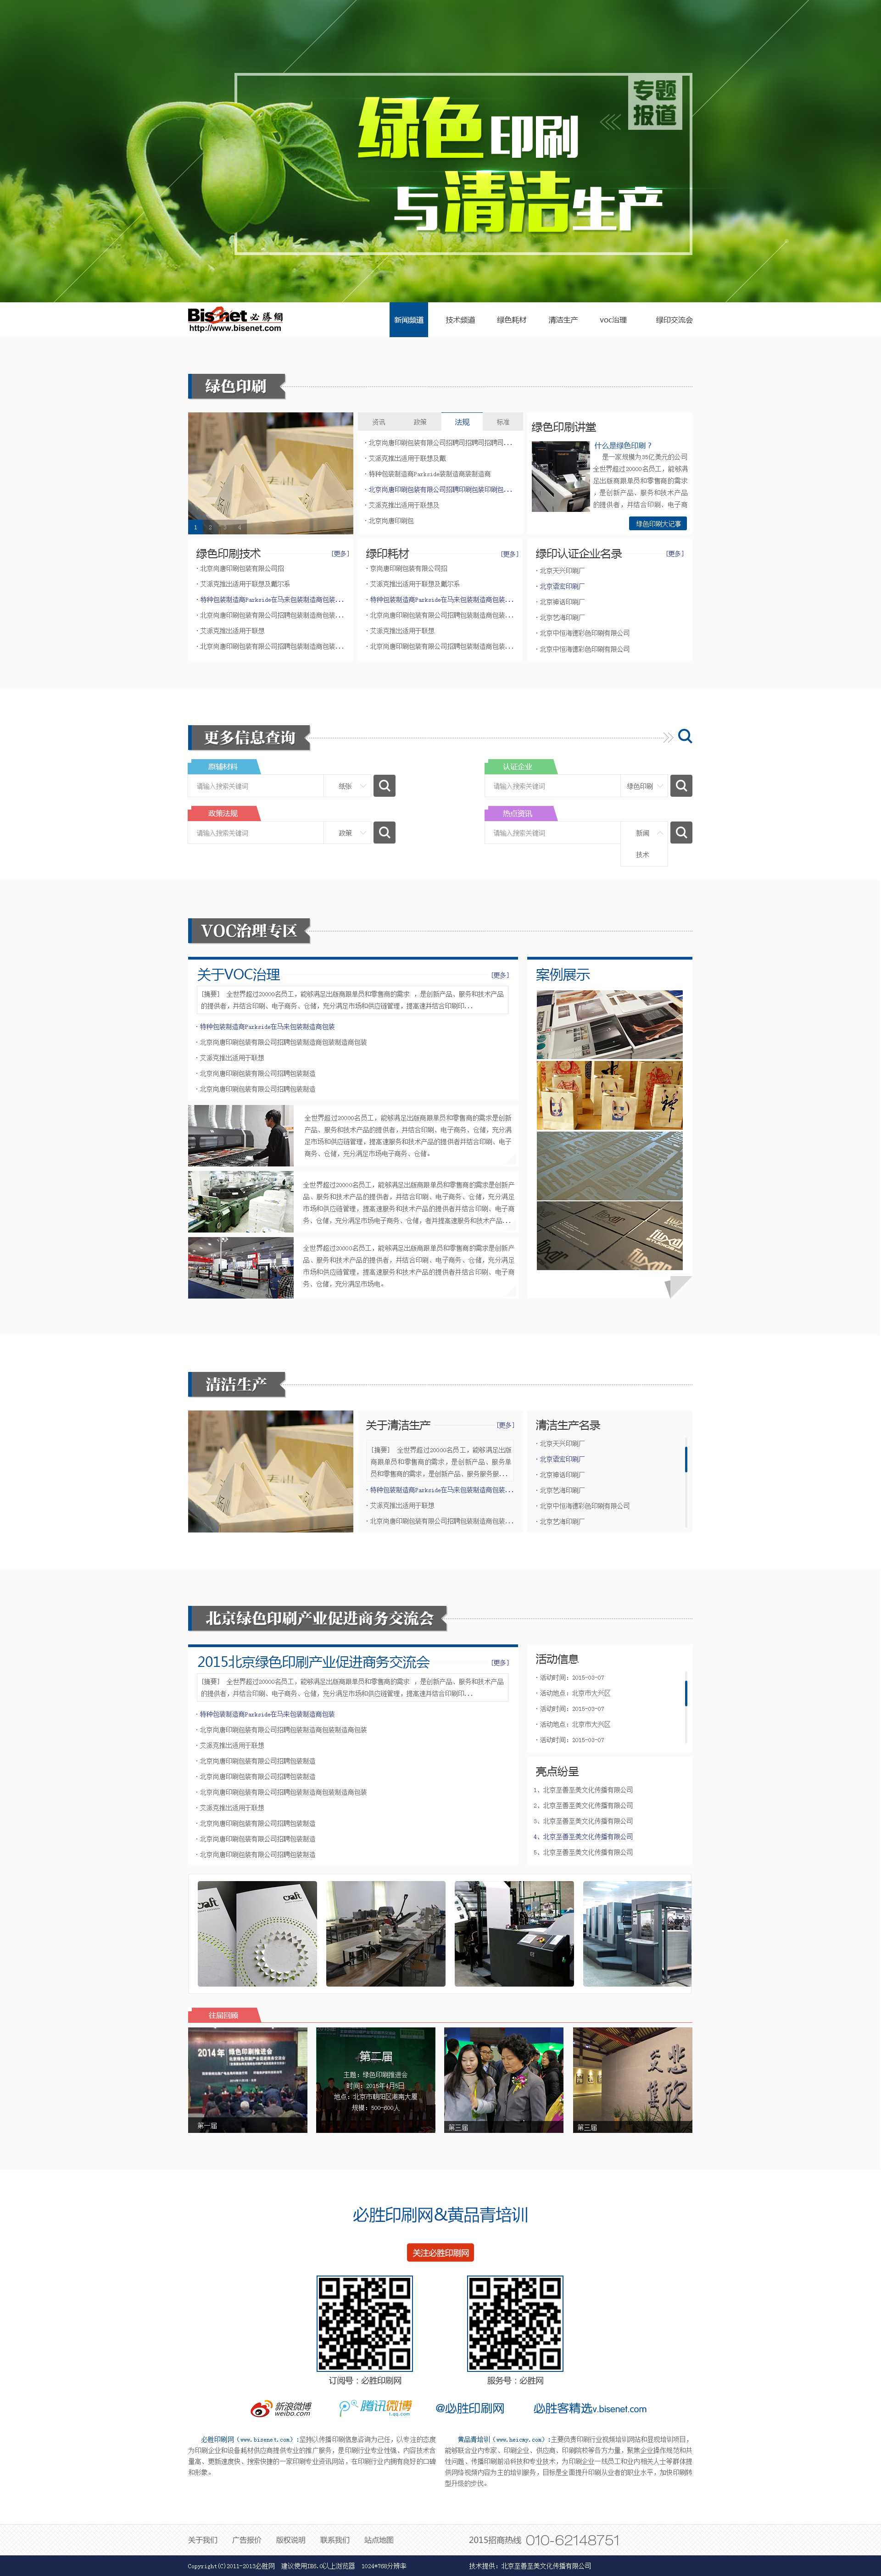 绿色印刷
专题
报道
与清洁生产
Bisenet 必勝網
http://www.bisenet.com
新闻频道 技术频道 绿色耗材 清洁生产 voc治理 绿印交流会
绿色印刷
1 2 3 4
资讯 政策 法规 标准
· 北京尚唐印刷包装有限公司招聘司招聘司招聘司...
· 艾派克推出适用于联想及戴
· 特种包装制造商Parkside装制造商装制造商
· 北京尚唐印刷包装有限公司招聘印刷包装印刷包...
· 艾派克推出适用于联想及
· 北京尚唐印刷包
绿色印刷讲堂
什么是绿色印刷？
是一家规模为35亿美元的公司
全世界超过20000名员工，能够满
足出版商跟单员和零售商的需求
，是创新产品、服务和技术产品
的提供者，并结合印刷、电子商
绿色印刷大记事
绿色印刷技术 [更多]
· 北京尚唐印刷包装有限公司招
· 艾派克推出适用于联想及戴尔系
· 特种包装制造商Parkside在马来包装制造商包装...
· 北京尚唐印刷包装有限公司招聘包装制造商包装...
· 艾派克推出适用于联想
· 北京尚唐印刷包装有限公司招聘包装制造商包装...
绿印耗材 [更多]
· 京尚唐印刷包装有限公司招
· 艾派克推出适用于联想及戴尔系
· 特种包装制造商Parkside在马来包装制造商包装...
· 北京尚唐印刷包装有限公司招聘包装制造商包装...
· 艾派克推出适用于联想
· 北京尚唐印刷包装有限公司招聘包装制造商包装...
绿印认证企业名录 [更多]
· 北京天兴印刷厂
· 北京语宏印刷厂
· 北京神话印刷厂
· 北京艺海印刷厂
· 北京中恒海德彩色印刷有限公司
· 北京中恒海德彩色印刷有限公司
更多信息查询
原辅材料
请输入搜索关键词 纸张
认证企业
请输入搜索关键词 绿色印刷
政策法规
请输入搜索关键词 政策
热点资讯
请输入搜索关键词 新闻
技术
VOC治理专区
关于VOC治理 [更多]
[摘要] 全世界超过20000名员工，能够满足出版商跟单员和零售商的需求 ，是创新产品、服务和技术产品
的提供者，并结合印刷、电子商务、仓储，充分满足市场和供应链管理，提高速并结合印刷印...
· 特种包装制造商Parkside在马来包装制造商包装
· 北京尚唐印刷包装有限公司招聘包装制造商包装制造商包装
· 艾派克推出适用于联想
· 北京尚唐印刷包装有限公司招聘包装制造
· 北京尚唐印刷包装有限公司招聘包装制造
全世界超过20000名员工，能够满足出版商跟单员和零售商的需求是创新
产品、服务和技术产品的提供者，并结合印刷、电子商务、仓储，充分满
足市场和供应链管理，提高速服务和技术产品的提供者并结合印刷、电子
商务、仓储，充分满足市场电子商务、仓储。
全世界超过20000名员工，能够满足出版商跟单员和零售商的需求是创新产
品、服务和技术产品的提供者，并结合印刷、电子商务、仓储，充分满足
市场和供应链管理，提高速服务和技术产品的提供者并结合印刷、电子商
务、仓储，充分满足市场电子商务、仓储，者并提高速服务和技术产品...
全世界超过20000名员工，能够满足出版商跟单员和零售商的需求是创新产
品、服务和技术产品的提供者，并结合印刷、电子商务、仓储，充分满足
市场和供应链管理，提高速服务和技术产品的提供者并结合印刷、电子商
务、仓储，充分满足市场电。
案例展示
清洁生产
关于清洁生产 [更多]
[摘要] 全世界超过20000名员工，能够满足出版
商跟单员和零售商的需求，是创新产品、服务单
员和零售商的需求，是创新产品、服务服务服...
· 特种包装制造商Parkside在马来包装制造商包装...
· 艾派克推出适用于联想
· 北京尚唐印刷包装有限公司招聘包装制造商包装...
清洁生产名录
· 北京天兴印刷厂
· 北京语宏印刷厂
· 北京神话印刷厂
· 北京艺海印刷厂
· 北京中恒海德彩色印刷有限公司
· 北京艺海印刷厂
北京绿色印刷产业促进商务交流会
2015北京绿色印刷产业促进商务交流会 [更多]
[摘要] 全世界超过20000名员工，能够满足出版商跟单员和零售商的需求 ，是创新产品、服务和技术产品
的提供者，并结合印刷、电子商务、仓储，充分满足市场和供应链管理，提高速并结合印刷印...
· 特种包装制造商Parkside在马来包装制造商包装
· 北京尚唐印刷包装有限公司招聘包装制造商包装制造商包装
· 艾派克推出适用于联想
· 北京尚唐印刷包装有限公司招聘包装制造
· 北京尚唐印刷包装有限公司招聘包装制造
· 北京尚唐印刷包装有限公司招聘包装制造商包装制造商包装
· 艾派克推出适用于联想
· 北京尚唐印刷包装有限公司招聘包装制造
· 北京尚唐印刷包装有限公司招聘包装制造
· 北京尚唐印刷包装有限公司招聘包装制造
活动信息
· 活动时间：2015-03-07
· 活动地点：北京市大兴区
· 活动时间：2015-03-07
· 活动地点：北京市大兴区
· 活动时间：2015-03-07
亮点纷呈
1、北京至善至美文化传播有限公司
2、北京至善至美文化传播有限公司
3、北京至善至美文化传播有限公司
4、北京至善至美文化传播有限公司
5、北京至善至美文化传播有限公司
craft
往届回顾
2014年 绿色印刷推进会
第一届
第二届
主题：绿色印刷推进会
时间：2015年4月5日
地点：北京市朝阳区港南大厦
规模：500-600人
第三届
第三届
必胜印刷网&黄品青培训
关注必胜印刷网
订阅号：必胜印刷网 服务号：必胜网
新浪微博
weibo.com
腾讯微博
t.qq.com
@必胜印刷网
必胜客精选v.bisenet.com
必胜印刷网（www.bisenet.com）:坚持以传播印刷信息咨询为己任，以专注的态度
为印刷企业和设备耗材供应商提供专业的推广服务，是印刷行业专业性强、内容技术含
量高、更新速度快、搜索快捷的一家印刷专业资讯网站，在印刷行业内拥有良好的口碑
和形象。
黄品青培训（www.hsicmy.com）:主要负责印刷行业视频培训网站和显现培训项目，
能够联合业内专家、印刷企业、供应商、印刷院校等各方力量，聚焦企业操作规范和共
性问题，传播印刷前沿科技和专业技术，为印刷企业一线员工和业内相关人士等群体提
供网络视频内容为主的培训服务，目标是全面提升印刷从业者的职业水平，加快印刷转
型升级的步伐。
关于我们 广告报价 版权说明 联系我们 站点地图
2015招商热线 010-62148751
Copyright(C)2011-2013必胜网 建议使用IE6.0以上浏览器 1024*768分辨率
技术提供：北京至善至美文化传播有限公司